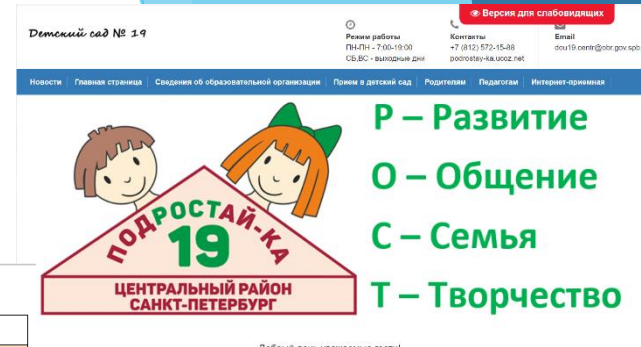 Версия для слабовидящих
Детский сад № 19
Режим работы
ПН-ПН - 7:00-19:00
СБ,ВС - выходные дни
Контакты
+7 (812) 572-15-88
podrostay-ka.ucoz.net
Email
dou19.centr@obr.gov.spb
Новости Главная страница Сведения об образовательной организации Прием в детский сад Родителям Педагогам Интернет-приемная
ПОДРОСТАЙ-КА
19
ЦЕНТРАЛЬНЫЙ РАЙОН
САНКТ-ПЕТЕРБУРГ
Р – Развитие
О – Общение
С – Семья
Т – Творчество